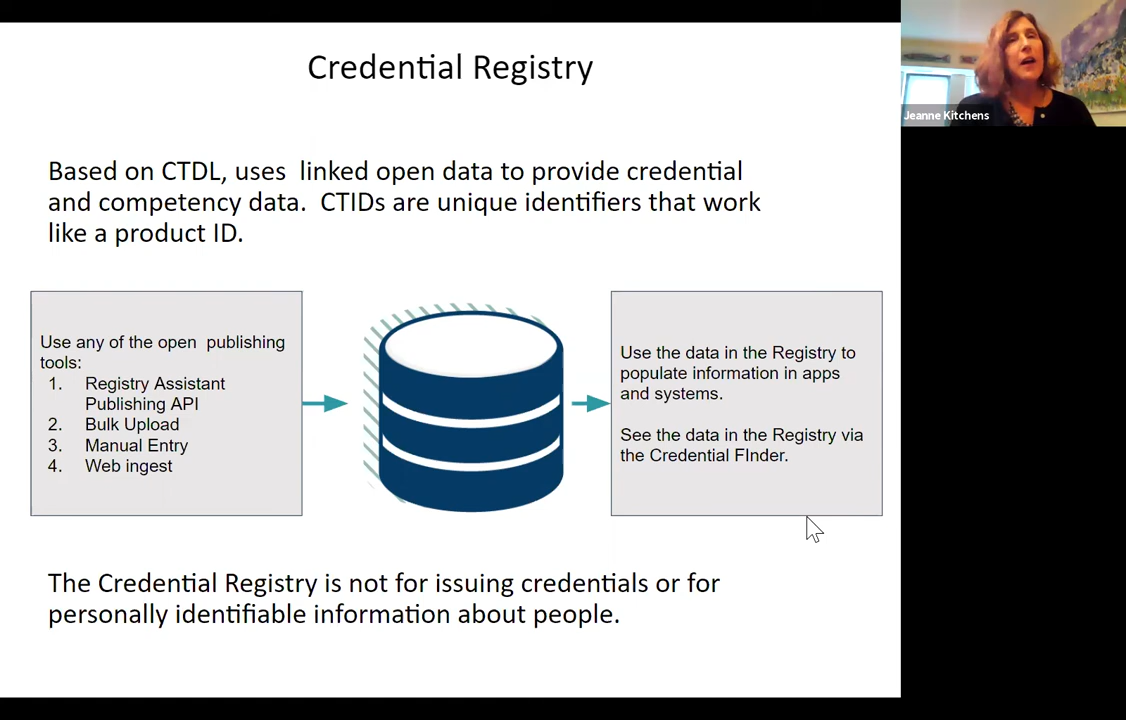 Credential Registry
Jeanne Kitchens
Based on CTDL, uses linked open data to provide credential
and competency data. CTIDs are unique identifiers that work
like a product ID.
Use any of the open publishing
tools:
1. Registry Assistant
Publishing API
2. Bulk Upload
3. Manual Entry
4. Web ingest
Use the data in the Registry to
populate information in apps
and systems.
See the data in the Registry via
the Credential FInder.
The Credential Registry is not for issuing credentials or for
personally identifiable information about people.